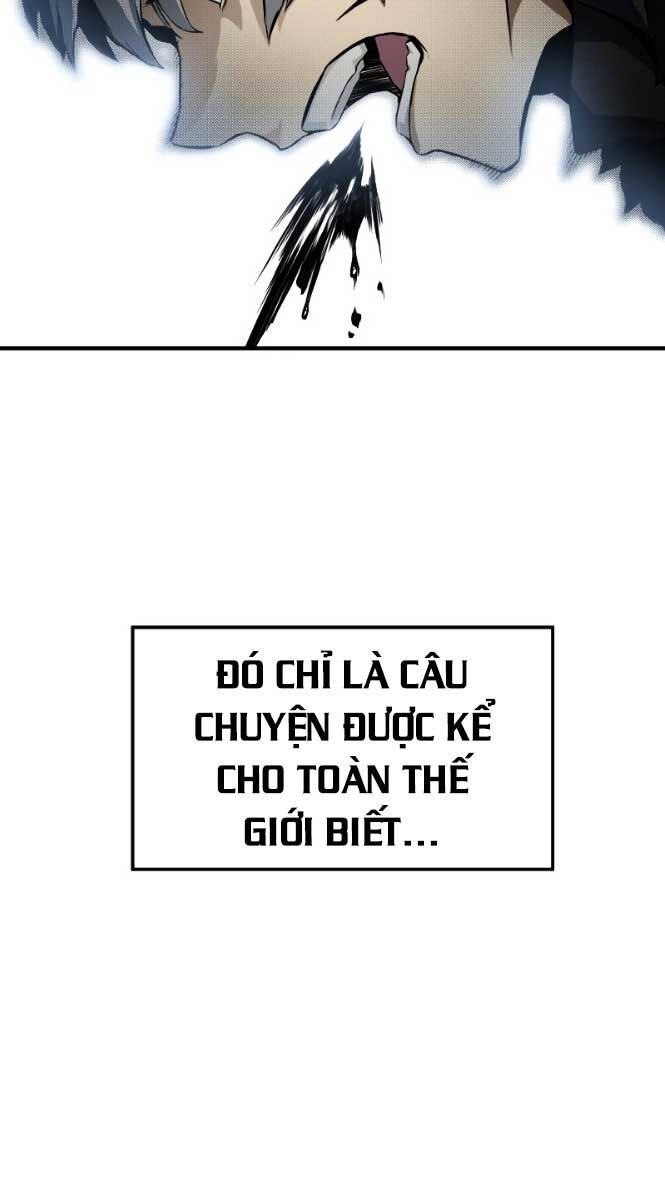 ĐÓ CHỈ LÀ CÂU
CHUYỆN ĐƯỢC KỂ
CHO TOÀN THẾ
GIỚI BIẾT...